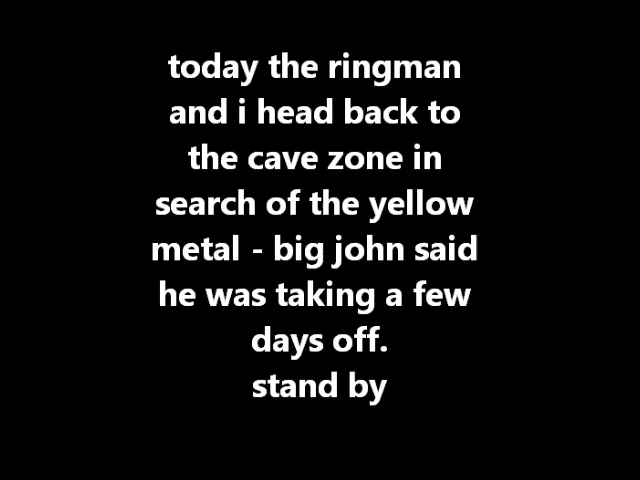 today the ringman
and i head back to
the cave zone in
search of the yellow
metal - big john said
he was taking a few
days off.
stand by